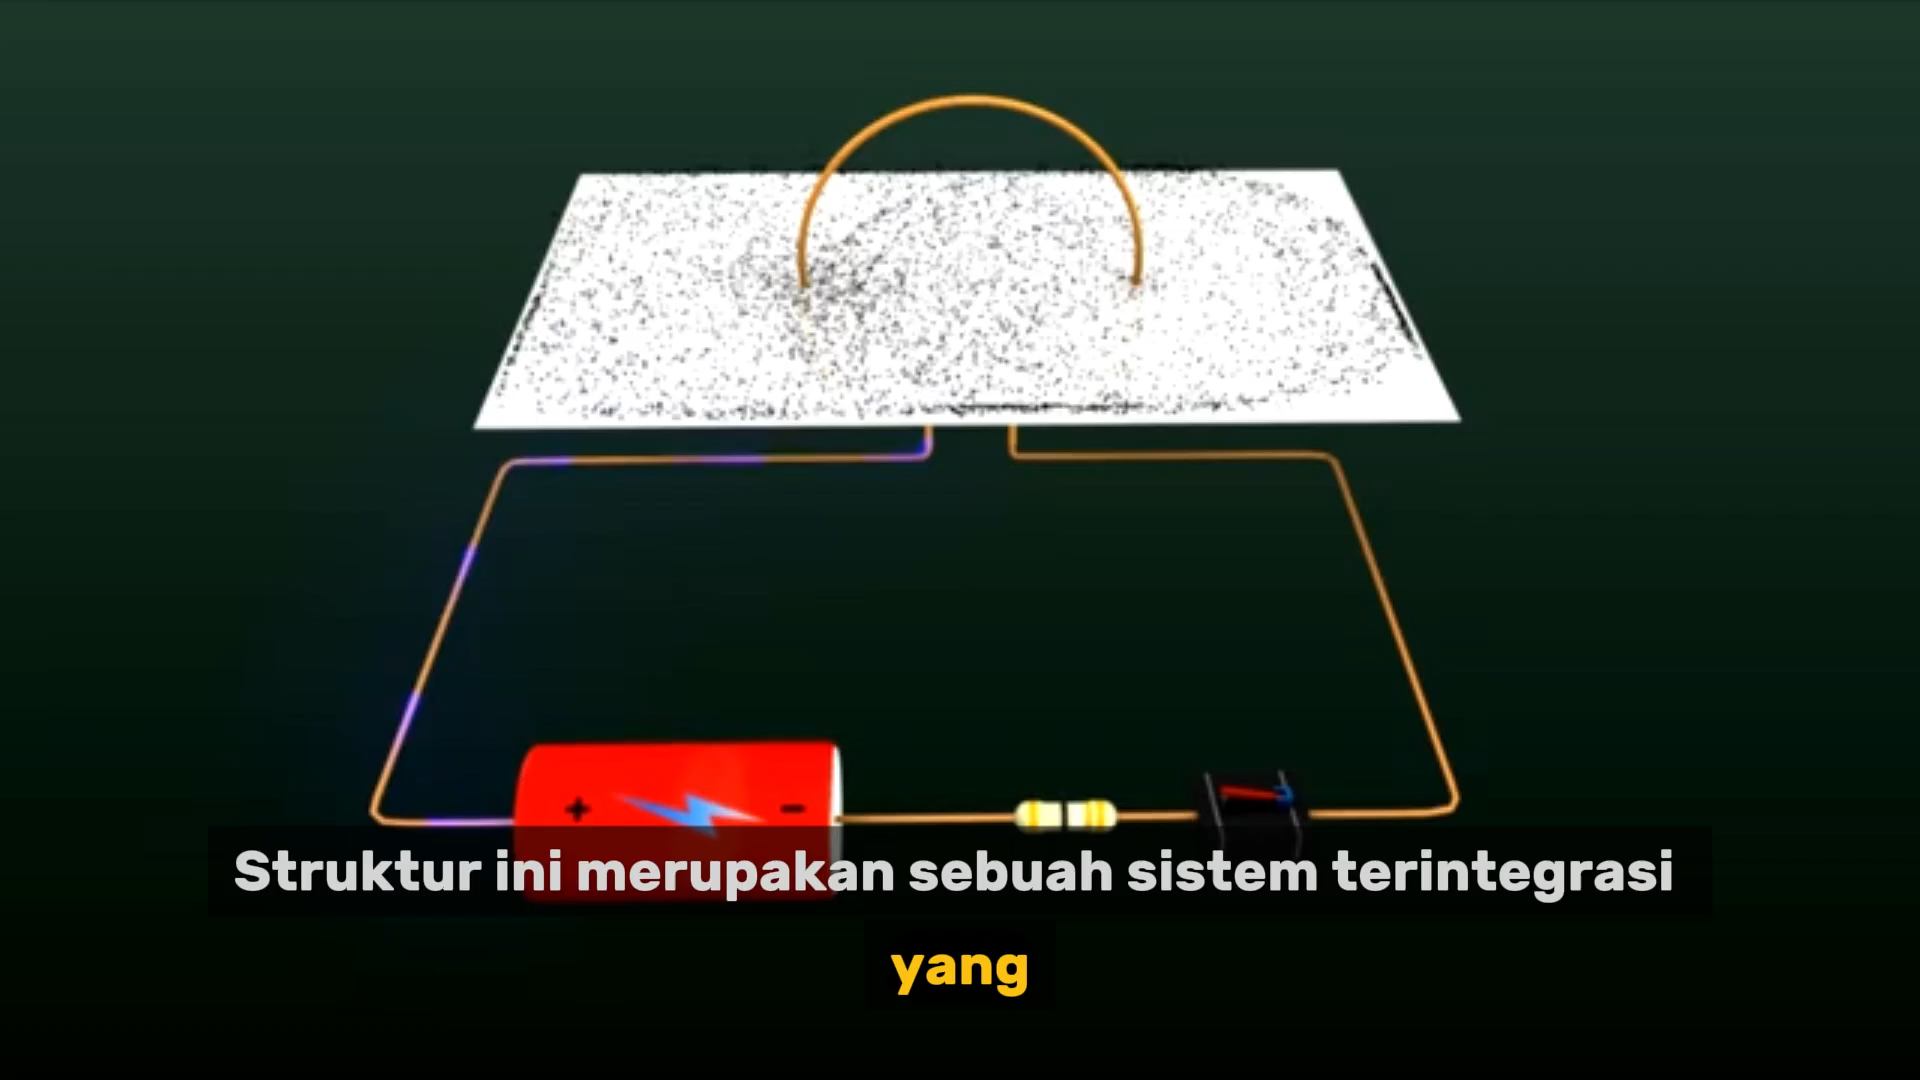 + −
Struktur ini merupakan sebuah sistem terintegrasi
yang